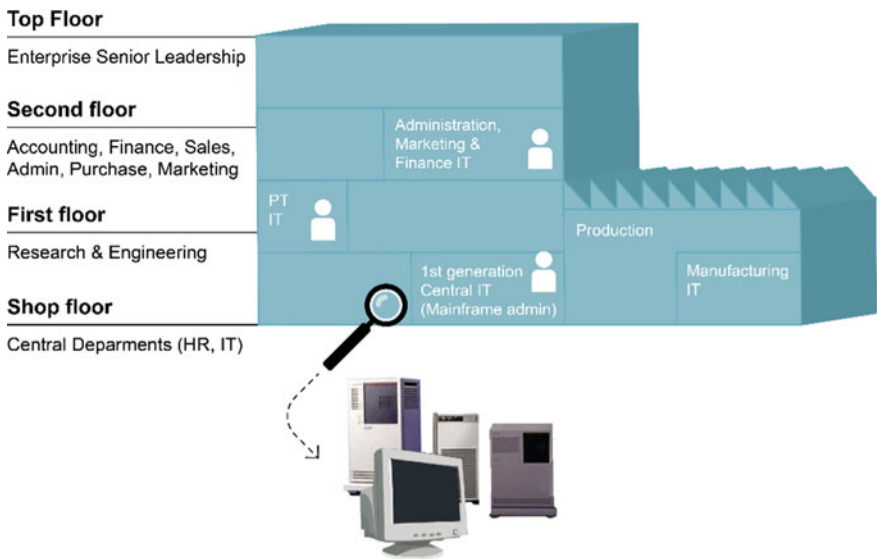 Top Floor
Enterprise Senior Leadership
Second floor
Accounting, Finance, Sales,
Admin, Purchase, Marketing
First floor
Research & Engineering
Shop floor
Central Deparments (HR, IT)
Administration,
Marketing &
Finance IT
PT
IT
Production
1st generation
Central IT
(Mainframe admin)
Manufacturing
IT